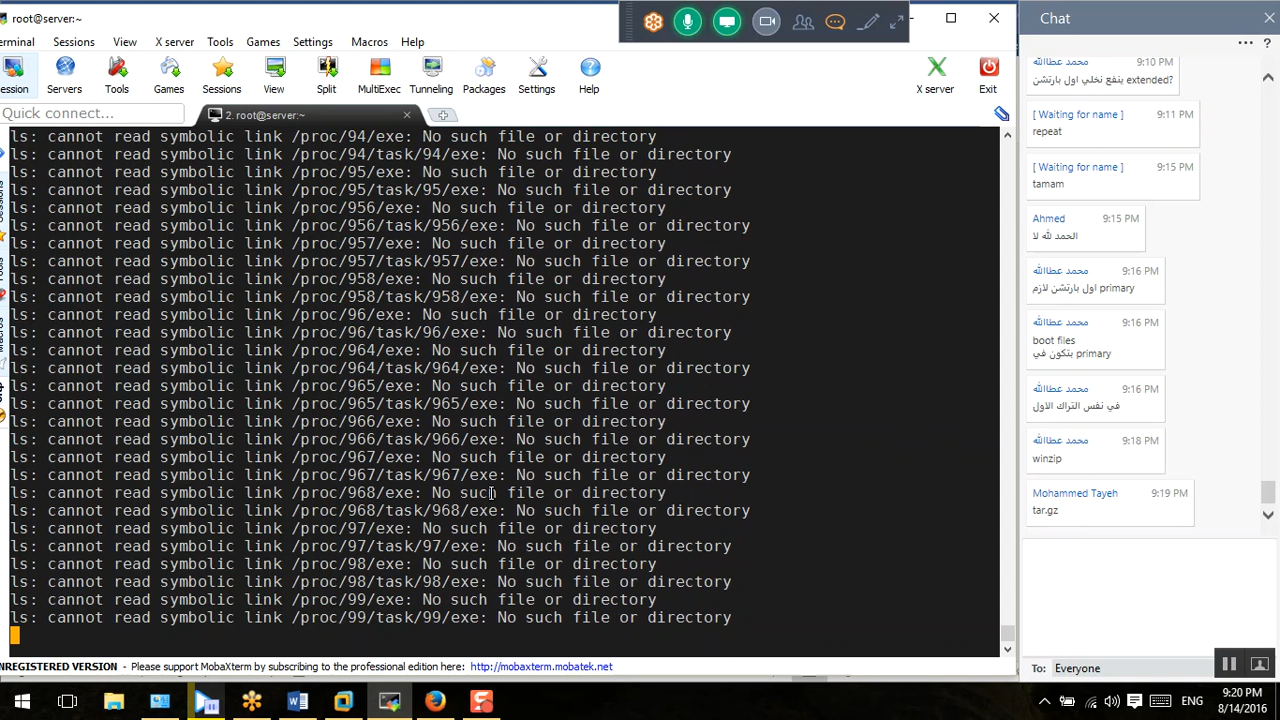 root@server:~
Chat
erminal Sessions View X server Tools Games Settings Macros Help
ession Servers Tools Games Sessions View Split MultiExec Tunneling Packages Settings Help X server Exit
Quick connect...
2. root@server:~
Sessions
Tools
Macros
Sftp
ls: cannot read symbolic link /proc/94/exe: No such file or directory
ls: cannot read symbolic link /proc/94/task/94/exe: No such file or directory
ls: cannot read symbolic link /proc/95/exe: No such file or directory
ls: cannot read symbolic link /proc/95/task/95/exe: No such file or directory
ls: cannot read symbolic link /proc/956/exe: No such file or directory
ls: cannot read symbolic link /proc/956/task/956/exe: No such file or directory
ls: cannot read symbolic link /proc/957/exe: No such file or directory
ls: cannot read symbolic link /proc/957/task/957/exe: No such file or directory
ls: cannot read symbolic link /proc/958/exe: No such file or directory
ls: cannot read symbolic link /proc/958/task/958/exe: No such file or directory
ls: cannot read symbolic link /proc/96/exe: No such file or directory
ls: cannot read symbolic link /proc/96/task/96/exe: No such file or directory
ls: cannot read symbolic link /proc/964/exe: No such file or directory
ls: cannot read symbolic link /proc/964/task/964/exe: No such file or directory
ls: cannot read symbolic link /proc/965/exe: No such file or directory
ls: cannot read symbolic link /proc/965/task/965/exe: No such file or directory
ls: cannot read symbolic link /proc/966/exe: No such file or directory
ls: cannot read symbolic link /proc/966/task/966/exe: No such file or directory
ls: cannot read symbolic link /proc/967/exe: No such file or directory
ls: cannot read symbolic link /proc/967/task/967/exe: No such file or directory
ls: cannot read symbolic link /proc/968/exe: No such file or directory
ls: cannot read symbolic link /proc/968/task/968/exe: No such file or directory
ls: cannot read symbolic link /proc/97/exe: No such file or directory
ls: cannot read symbolic link /proc/97/task/97/exe: No such file or directory
ls: cannot read symbolic link /proc/98/exe: No such file or directory
ls: cannot read symbolic link /proc/98/task/98/exe: No such file or directory
ls: cannot read symbolic link /proc/99/exe: No such file or directory
ls: cannot read symbolic link /proc/99/task/99/exe: No such file or directory
NREGISTERED VERSION - Please support MobaXterm by subscribing to the professional edition here: http://mobaxterm.mobatek.net
محمد عطاالله 9:10 PM
ينفع نخلي اول بارتشن extended?
[ Waiting for name ] 9:11 PM
repeat
[ Waiting for name ] 9:15 PM
tamam
Ahmed 9:15 PM
الحمد لله لا
محمد عطاالله 9:16 PM
اول بارتشن لازم primary
محمد عطاالله 9:16 PM
boot files
بتكون في primary
محمد عطاالله 9:16 PM
في نفس التراك الاول
محمد عطاالله 9:18 PM
winzip
Mohammed Tayeh 9:19 PM
tar.gz
To: Everyone
ENG
9:20 PM
8/14/2016